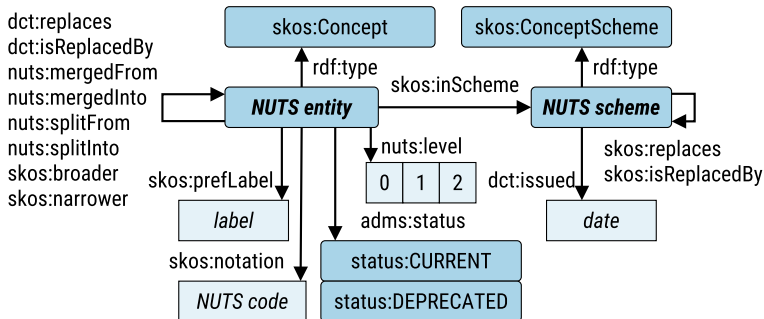 dct:replaces
dct:isReplacedBy
nuts:mergedFrom
nuts:mergedInto
nuts:splitFrom
nuts:splitInto
skos:broader
skos:narrower
skos:Concept
skos:ConceptScheme
rdf:type
rdf:type
skos:inScheme
NUTS entity
NUTS scheme
nuts:level
skos:replaces
skos:isReplacedBy
skos:prefLabel
0 1 2
dct:issued
label
adms:status
date
skos:notation
status:CURRENT
NUTS code
status:DEPRECATED